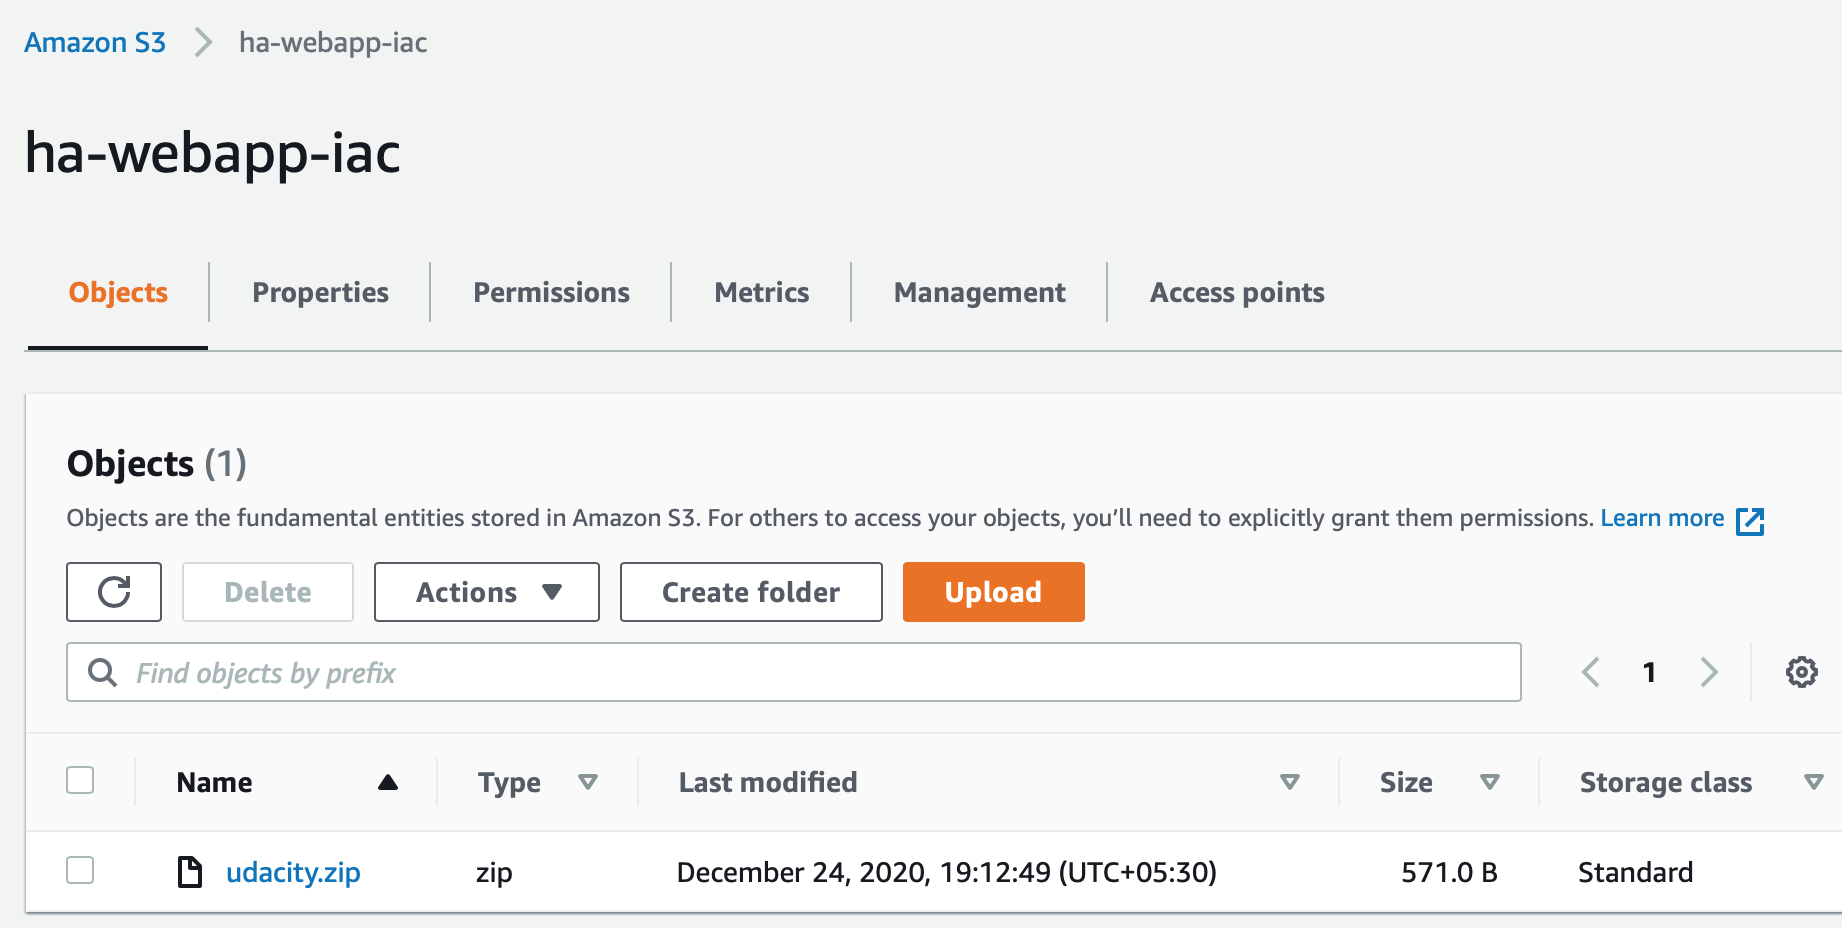 Amazon S3 ha-webapp-iac
ha-webapp-iac
Objects Properties Permissions Metrics Management Access points
Objects (1)
Objects are the fundamental entities stored in Amazon S3. For others to access your objects, you’ll need to explicitly grant them permissions. Learn more
Delete Actions Create folder Upload
Find objects by prefix 1
Name Type Last modified Size Storage class
udacity.zip zip December 24, 2020, 19:12:49 (UTC+05:30) 571.0 B Standard